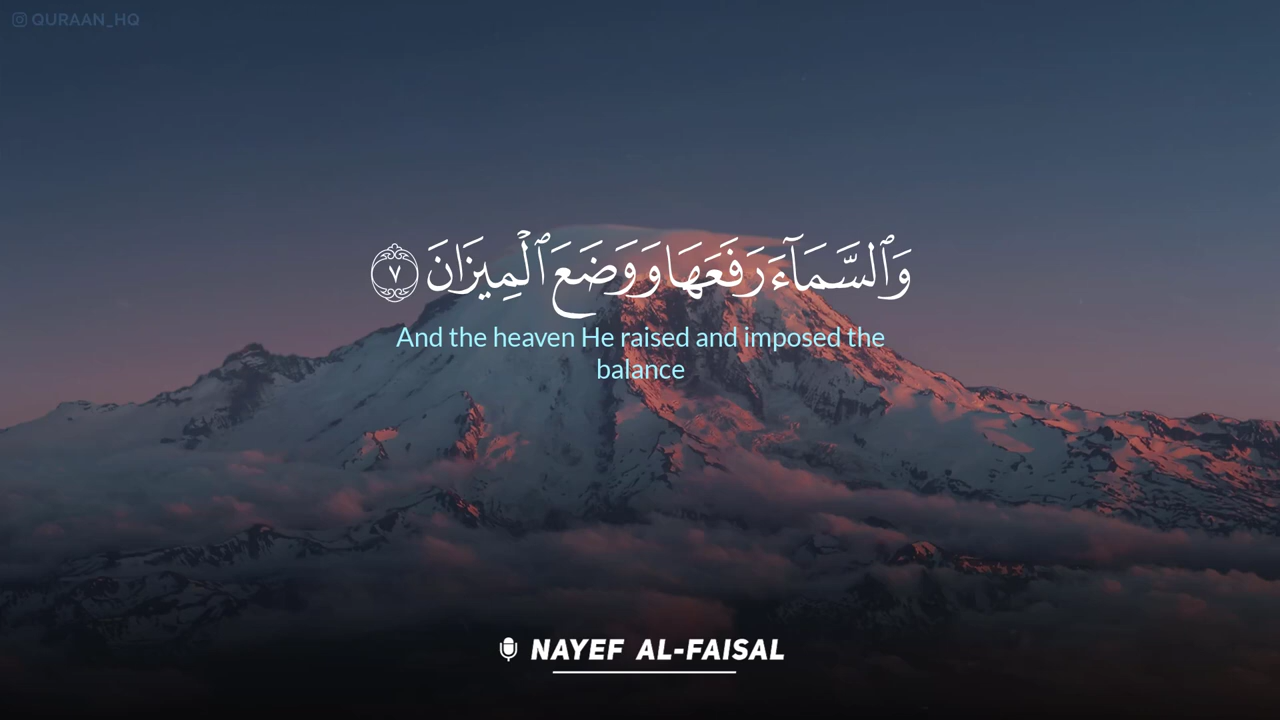 QURAAN_HQ
وَٱلسَّمَآءَ رَفَعَهَا وَوَضَعَ ٱلْمِيزَانَ ٧
And the heaven He raised and imposed the
balance
NAYEF AL-FAISAL